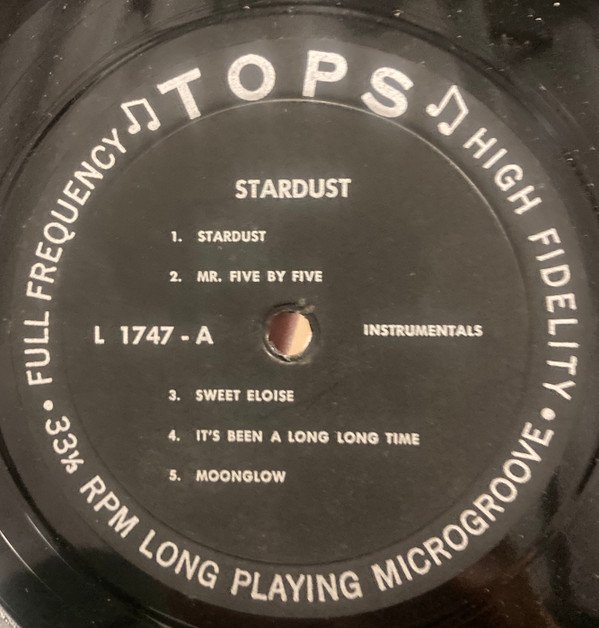 ♫ TOPS ♫
HIGH FIDELITY • 33⅓ RPM LONG PLAYING MICROGROOVE • FULL FREQUENCY
STARDUST
1. STARDUST
2. MR. FIVE BY FIVE
L 1747 - A
INSTRUMENTALS
3. SWEET ELOISE
4. IT'S BEEN A LONG LONG TIME
5. MOONGLOW